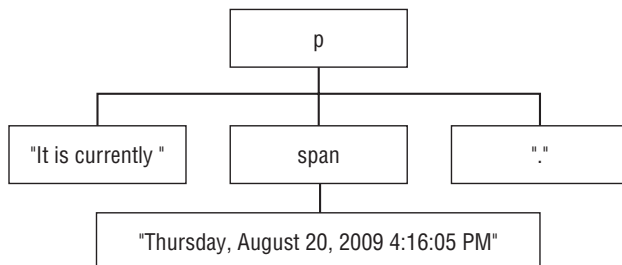 p
"It is currently "
span
"."
"Thursday, August 20, 2009 4:16:05 PM"